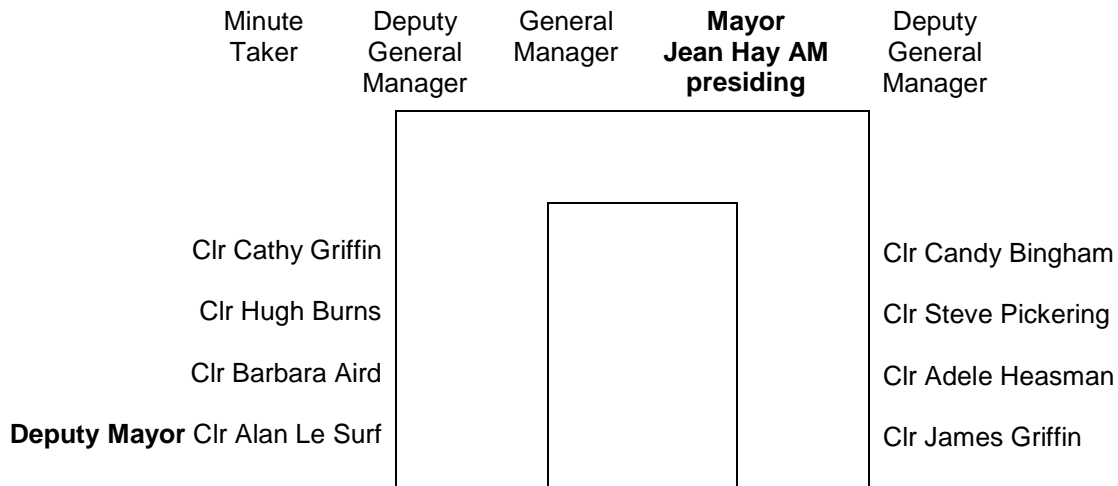 Minute Deputy General Mayor Deputy
Taker General Manager Jean Hay AM General
Manager presiding Manager
Clr Cathy Griffin Clr Candy Bingham
Clr Hugh Burns Clr Steve Pickering
Clr Barbara Aird Clr Adele Heasman
Deputy Mayor Clr Alan Le Surf Clr James Griffin